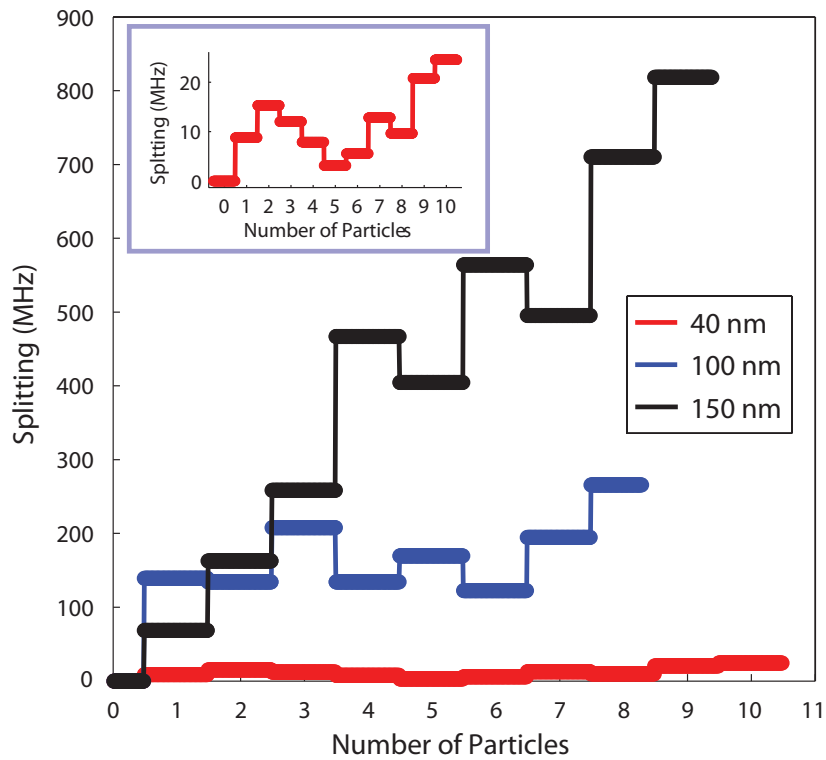 900
800
700
600
500
400
300
200
100
0
Splitting (MHz)
0 1 2 3 4 5 6 7 8 9 10 11
Number of Particles
20
10
0
Spltting (MHz)
0 1 2 3 4 5 6 7 8 9 10
Number of Particles
40 nm
100 nm
150 nm